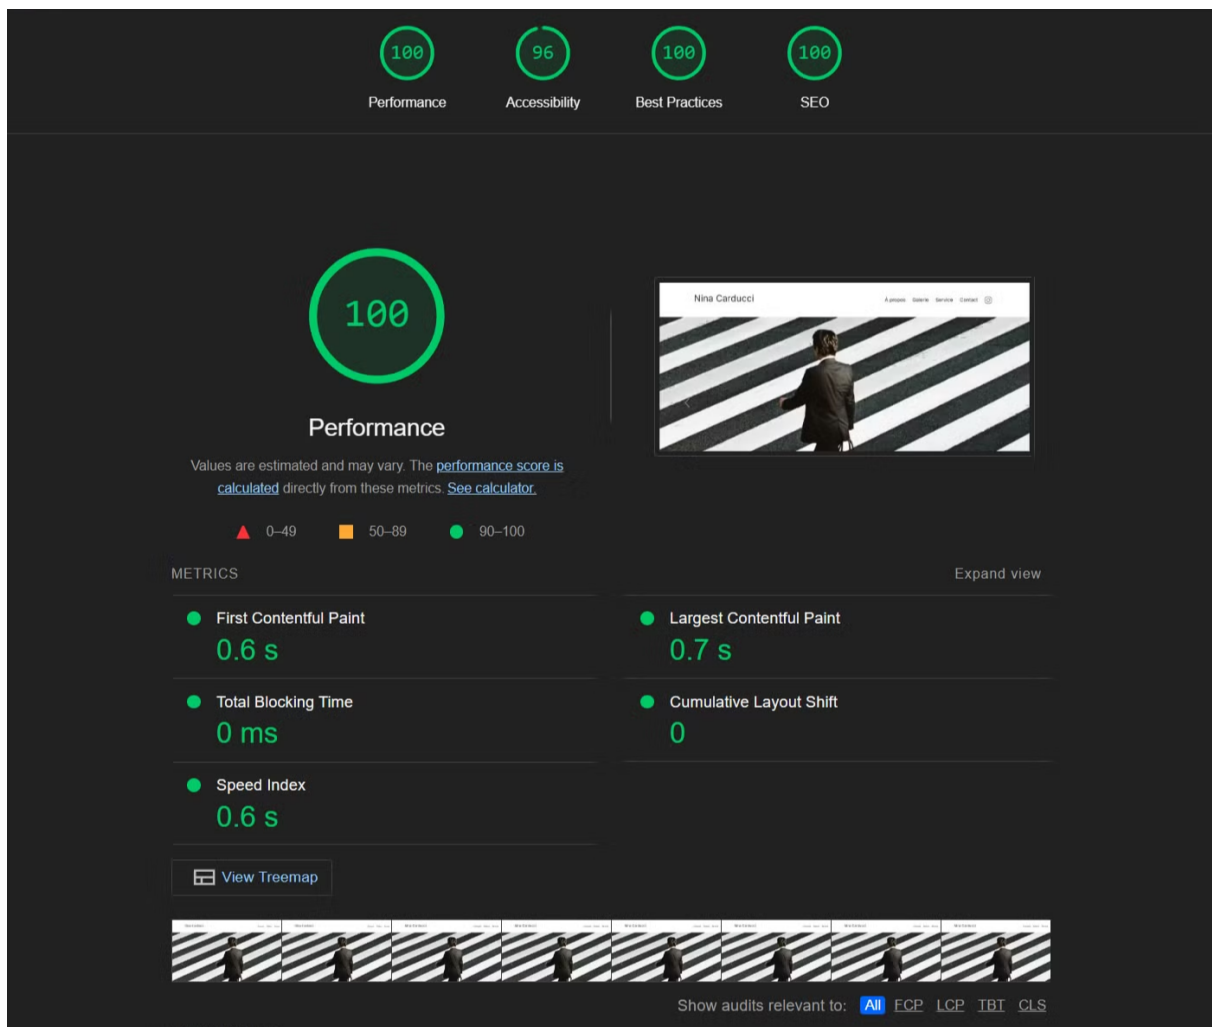 100
96
100
100
Performance
Accessibility
Best Practices
SEO
100
Performance
Values are estimated and may vary. The performance score is
calculated directly from these metrics. See calculator.
0–49
50–89
90–100
Nina Carducci
À propos Galerie Service Contact
METRICS
Expand view
First Contentful Paint
0.6 s
Largest Contentful Paint
0.7 s
Total Blocking Time
0 ms
Cumulative Layout Shift
0
Speed Index
0.6 s
View Treemap
Show audits relevant to: All FCP LCP TBT CLS